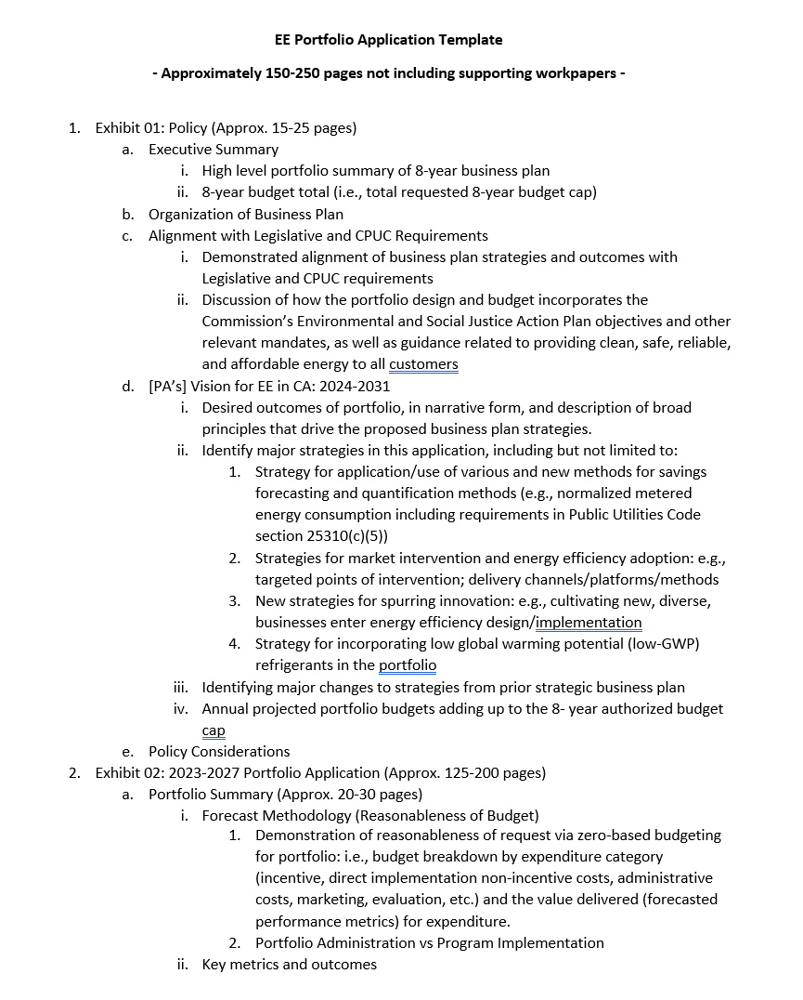 EE Portfolio Application Template
- Approximately 150-250 pages not including supporting workpapers -
1. Exhibit 01: Policy (Approx. 15-25 pages)
a. Executive Summary
i. High level portfolio summary of 8-year business plan
ii. 8-year budget total (i.e., total requested 8-year budget cap)
b. Organization of Business Plan
c. Alignment with Legislative and CPUC Requirements
i. Demonstrated alignment of business plan strategies and outcomes with
Legislative and CPUC requirements
ii. Discussion of how the portfolio design and budget incorporates the
Commission's Environmental and Social Justice Action Plan objectives and other
relevant mandates, as well as guidance related to providing clean, safe, reliable,
and affordable energy to all customers
d. [PA's] Vision for EE in CA: 2024-2031
i. Desired outcomes of portfolio, in narrative form, and description of broad
principles that drive the proposed business plan strategies.
ii. Identify major strategies in this application, including but not limited to:
1. Strategy for application/use of various and new methods for savings
forecasting and quantification methods (e.g., normalized metered
energy consumption including requirements in Public Utilities Code
section 25310(c)(5))
2. Strategies for market intervention and energy efficiency adoption: e.g.,
targeted points of intervention; delivery channels/platforms/methods
3. New strategies for spurring innovation: e.g., cultivating new, diverse,
businesses enter energy efficiency design/implementation
4. Strategy for incorporating low global warming potential (low-GWP)
refrigerants in the portfolio
iii. Identifying major changes to strategies from prior strategic business plan
iv. Annual projected portfolio budgets adding up to the 8- year authorized budget
cap
e. Policy Considerations
2. Exhibit 02: 2023-2027 Portfolio Application (Approx. 125-200 pages)
a. Portfolio Summary (Approx. 20-30 pages)
i. Forecast Methodology (Reasonableness of Budget)
1. Demonstration of reasonableness of request via zero-based budgeting
for portfolio: i.e., budget breakdown by expenditure category
(incentive, direct implementation non-incentive costs, administrative
costs, marketing, evaluation, etc.) and the value delivered (forecasted
performance metrics) for expenditure.
2. Portfolio Administration vs Program Implementation
ii. Key metrics and outcomes